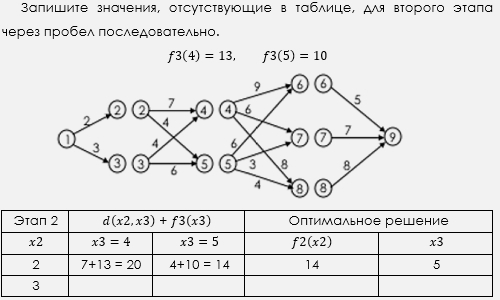 Запишите значения, отсутствующие в таблице, для второго этапа
через пробел последовательно.
f3(4) = 13, f3(5) = 10
9 6 6
2 2 2 7 4 4 6 5
4 6
1 7 7 7 9
3 4 3 8 8
3 3 6 5 5 4
8 8
Этап 2 d(x2,x3) + f3(x3) Оптимальное решение
x2 x3 = 4 x3 = 5 f2(x2) x3
2 7+13 = 20 4+10 = 14 14 5
3